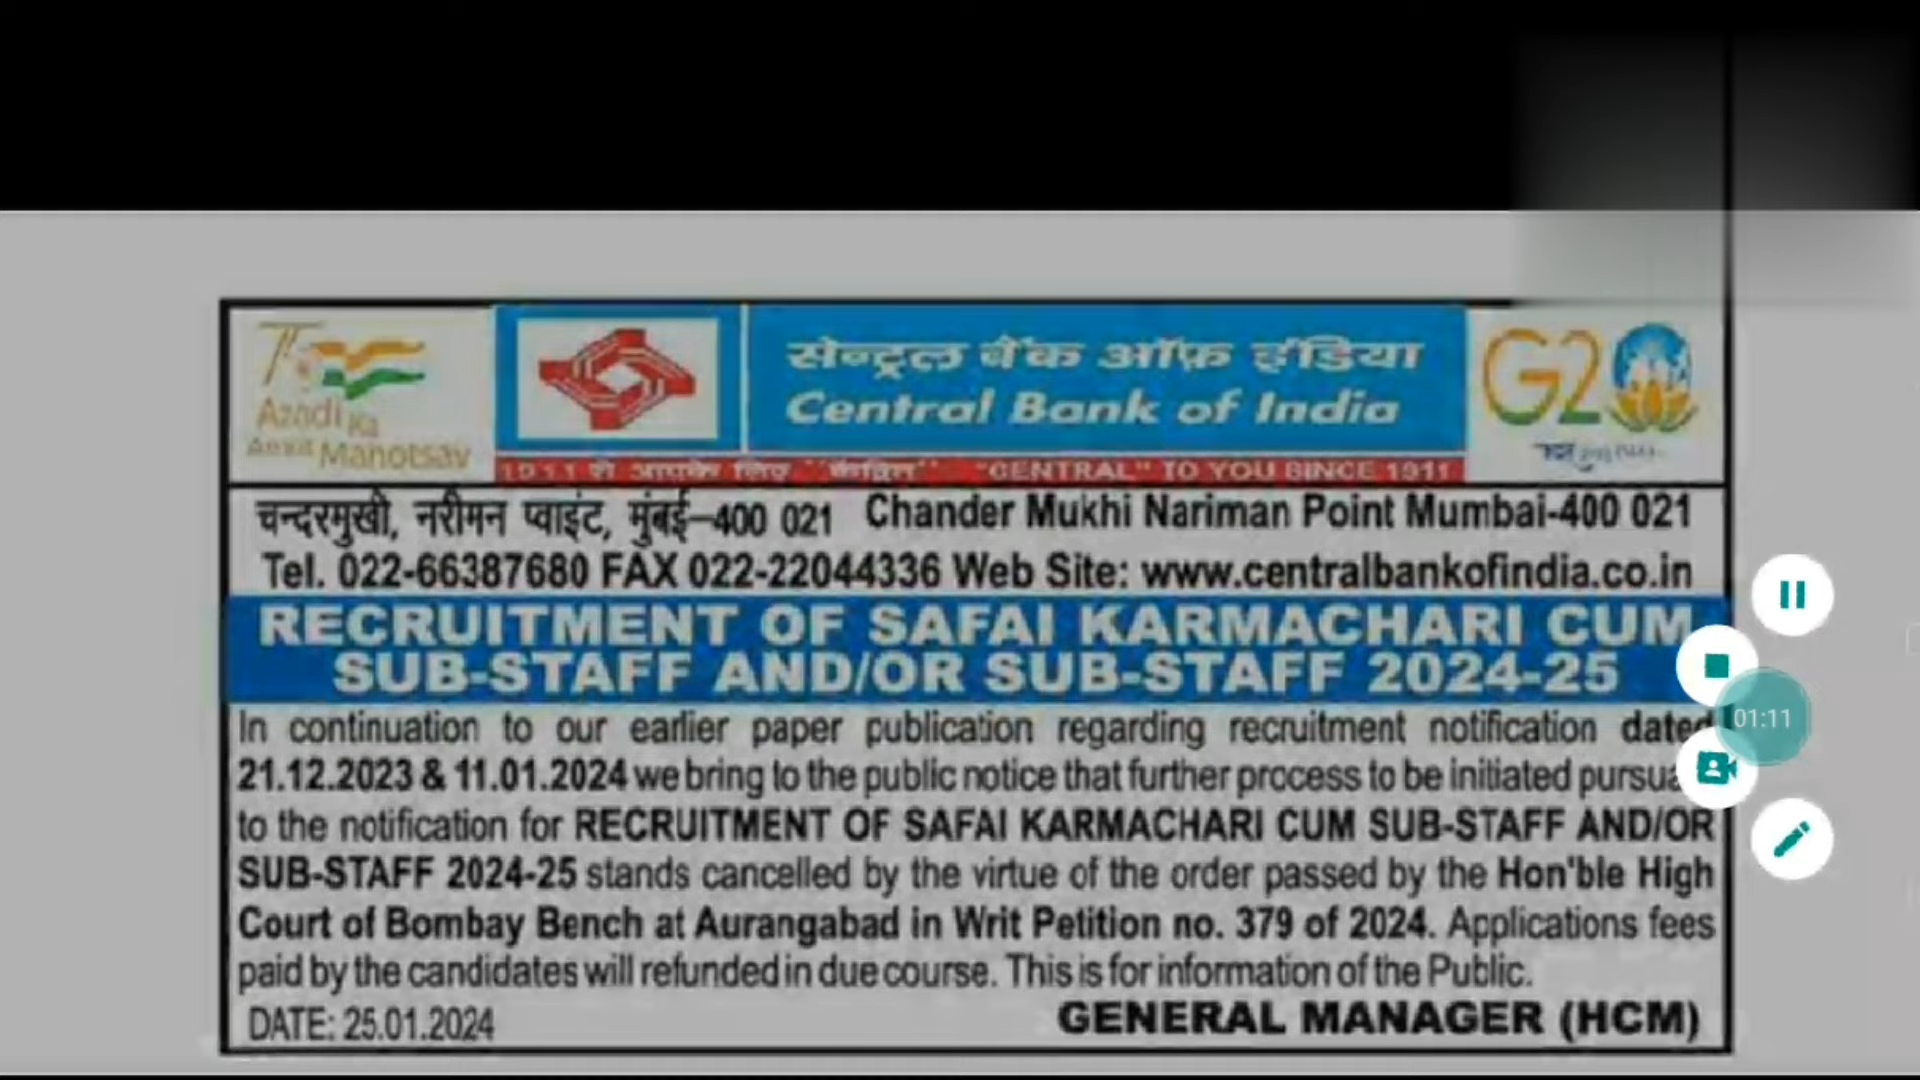 75
Azadi Ka
Amrit Mahotsav
सेन्ट्रल बैंक ऑफ़ इंडिया
Central Bank of India
1911 से आपके लिए "केंद्रित" "CENTRAL" TO YOU SINCE 1911
G20
चन्दरमुखी, नरीमन प्वाइंट, मुंबई–400 021 Chander Mukhi Nariman Point Mumbai-400 021
Tel. 022-66387680 FAX 022-22044336 Web Site: www.centralbankofindia.co.in
RECRUITMENT OF SAFAI KARMACHARI CUM
SUB-STAFF AND/OR SUB-STAFF 2024-25
In continuation to our earlier paper publication regarding recruitment notification dated
21.12.2023 & 11.01.2024 we bring to the public notice that further process to be initiated pursua
to the notification for RECRUITMENT OF SAFAI KARMACHARI CUM SUB-STAFF AND/OR
SUB-STAFF 2024-25 stands cancelled by the virtue of the order passed by the Hon'ble High
Court of Bombay Bench at Aurangabad in Writ Petition no. 379 of 2024. Applications fees
paid by the candidates will refunded in due course. This is for information of the Public.
DATE: 25.01.2024 GENERAL MANAGER (HCM)
01:11